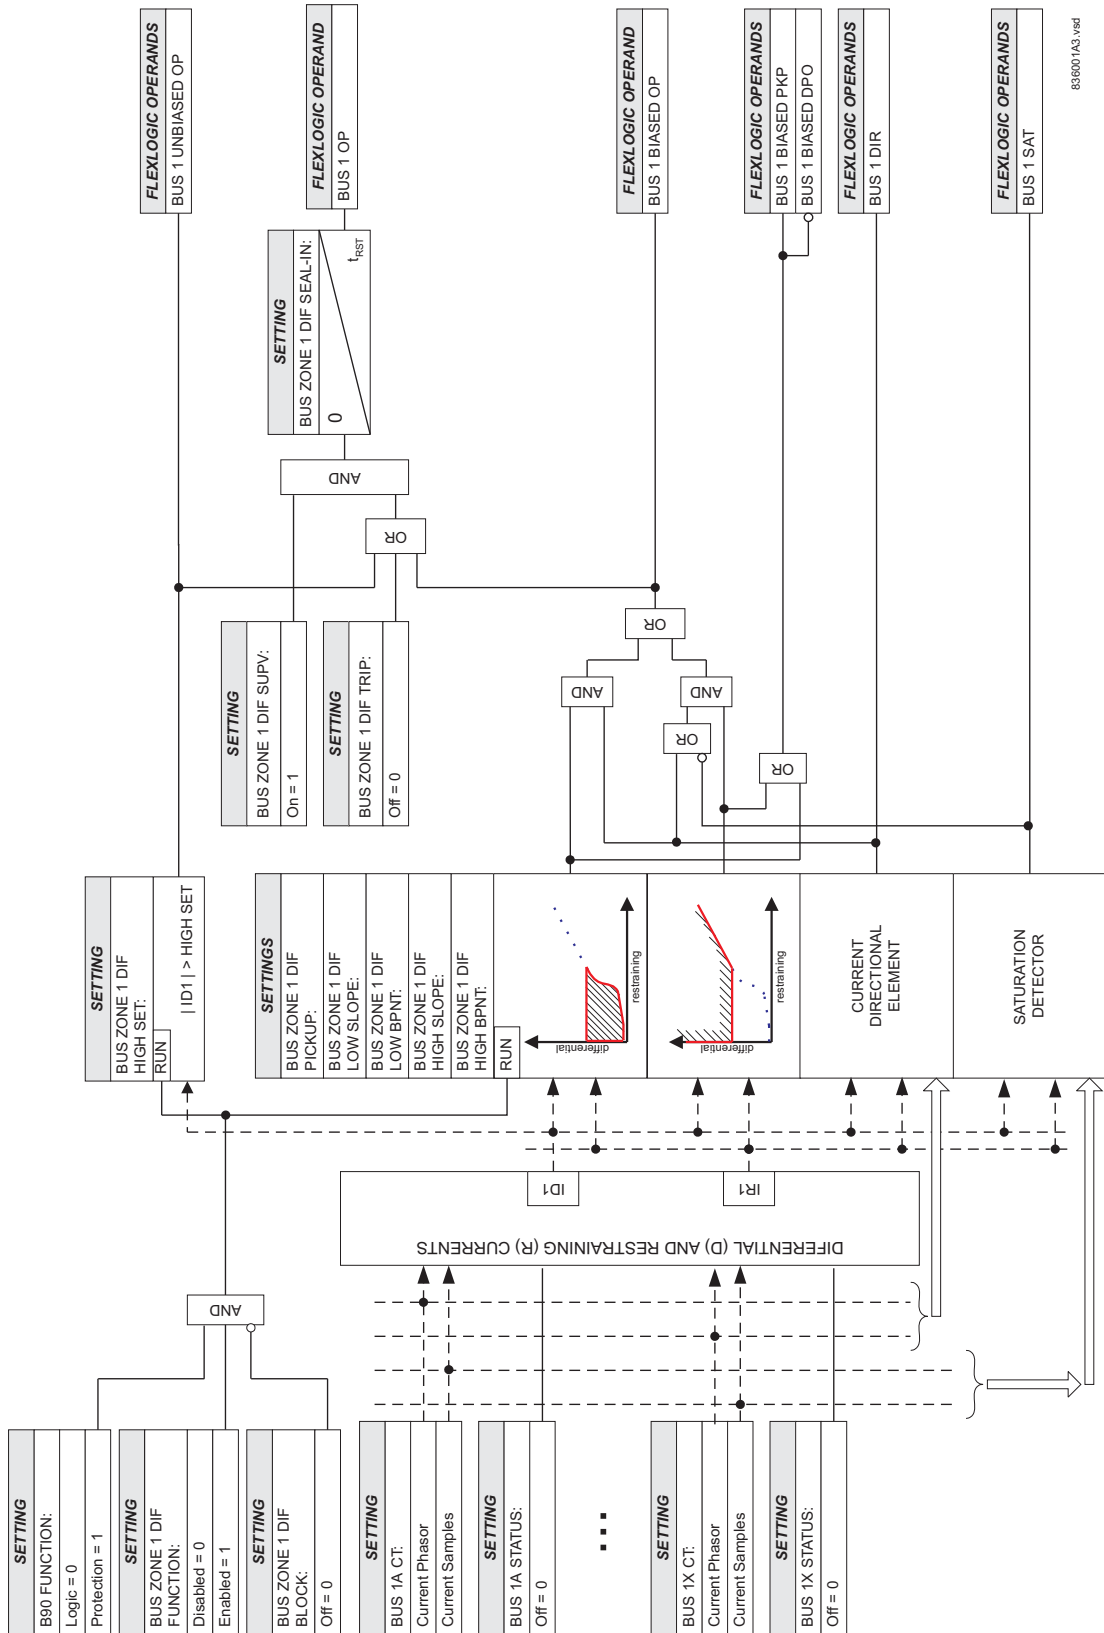 SETTING
B90 FUNCTION:
Logic = 0
Protection = 1
SETTING
BUS ZONE 1 DIF
FUNCTION:
Disabled = 0
Enabled = 1
SETTING
BUS ZONE 1 DIF
BLOCK:
Off = 0
SETTING
BUS 1A CT:
Current Phasor
Current Samples
SETTING
BUS 1A STATUS:
Off = 0
SETTING
BUS 1X CT:
Current Phasor
Current Samples
SETTING
BUS 1X STATUS:
Off = 0
AND
DIFERENTIAL (D) AND RESTRAINING (R) CURRENTS
ID1
IR1
SETTING
BUS ZONE 1 DIF
HIGH SET:
RUN
| ID1 | > HIGH SET
SETTINGS
BUS ZONE 1 DIF
PICKUP:
BUS ZONE 1 DIF
LOW SLOPE:
BUS ZONE 1 DIF
LOW BPNT:
BUS ZONE 1 DIF
HIGH SLOPE:
BUS ZONE 1 DIF
HIGH BPNT:
RUN
differential
restraining
differential
restraining
CURRENT
DIRECTIONAL
ELEMENT
SATURATION
DETECTOR
SETTING
BUS ZONE 1 DIF SUPV:
On = 1
SETTING
BUS ZONE 1 DIF TRIP:
Off = 0
AND
OR
AND
OR
OR
OR
AND
SETTING
BUS ZONE 1 DIF SEAL-IN:
0
tRST
FLEXLOGIC OPERAND
BUS 1 UNBIASED OP
FLEXLOGIC OPERAND
BUS 1 OP
FLEXLOGIC OPERAND
BUS 1 BIASED OP
FLEXLOGIC OPERANDS
BUS 1 BIASED PKP
BUS 1 BIASED DPO
FLEXLOGIC OPERANDS
BUS 1 DIR
FLEXLOGIC OPERANDS
BUS 1 SAT
836001A3.vsd